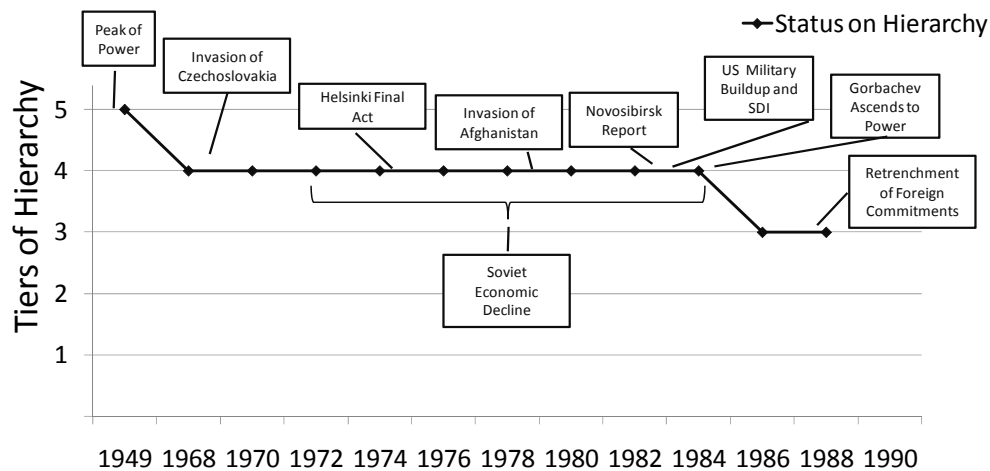 Status on Hierarchy
Tiers of Hierarchy
Peak of
Power
Invasion of
Czechoslovakia
Helsinki Final
Act
Invasion of
Afghanistan
Novosibirsk
Report
US Military
Buildup and
SDI
Gorbachev
Ascends to
Power
Retrenchment
of Foreign
Commitments
Soviet
Economic
Decline
5
4
3
2
1
1949 1968 1970 1972 1974 1976 1978 1980 1982 1984 1986 1988 1990